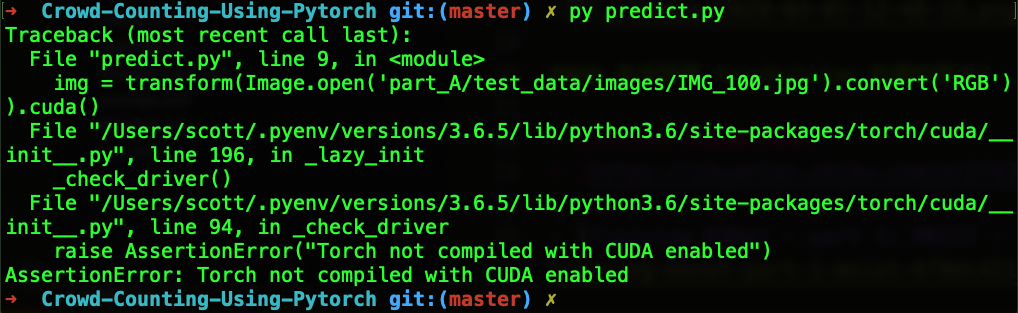 ➜  Crowd-Counting-Using-Pytorch git:(master) ✗ py predict.py
Traceback (most recent call last):
  File "predict.py", line 9, in <module>
    img = transform(Image.open('part_A/test_data/images/IMG_100.jpg').convert('RGB')
).cuda()
  File "/Users/scott/.pyenv/versions/3.6.5/lib/python3.6/site-packages/torch/cuda/__
init__.py", line 196, in _lazy_init
    _check_driver()
  File "/Users/scott/.pyenv/versions/3.6.5/lib/python3.6/site-packages/torch/cuda/__
init__.py", line 94, in _check_driver
    raise AssertionError("Torch not compiled with CUDA enabled")
AssertionError: Torch not compiled with CUDA enabled
➜  Crowd-Counting-Using-Pytorch git:(master) ✗